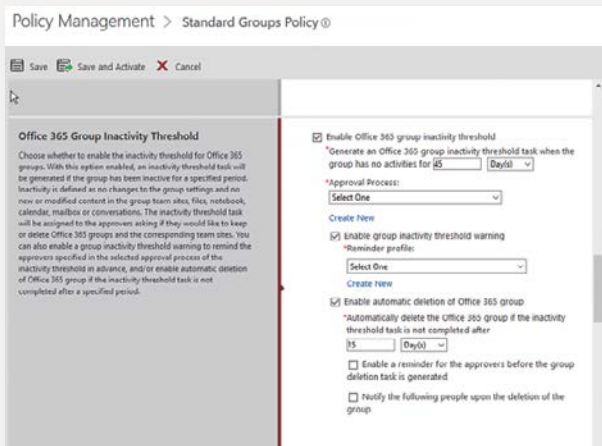 Policy Management > Standard Groups Policy
Save Save and Activate Cancel
Office 365 Group Inactivity Threshold
Choose whether to enable the inactivity threshold for Office 365
groups. With this option enabled, an inactivity threshold task will
be generated if the group has been inactive for a specified period.
Inactivity is defined as no changes to the group settings and no
new or modified content in the group team sites, files, notebook,
calendar, mailbox or conversations. The inactivity threshold task
will be assigned to the approvers asking if they would like to keep
or delete Office 365 groups and the corresponding team sites. You
can also enable a group inactivity threshold warning to remind the
approvers specified in the selected approval process of the
inactivity threshold in advance, and/or enable automatic deletion
of Office 365 group if the inactivity threshold task is not
completed after a specified period.
Enable Office 365 group inactivity threshold
*Generate an Office 365 group inactivity threshold task when the
group has no activities for 45 Day(s)
*Approval Process:
Select One
Create New
Enable group inactivity threshold warning
*Reminder profile:
Select One
Create New
Enable automatic deletion of Office 365 group
*Automatically delete the Office 365 group if the inactivity
threshold task is not completed after
15 Day(s)
Enable a reminder for the approvers before the group
deletion task is generated
Notify the following people upon the deletion of the
group